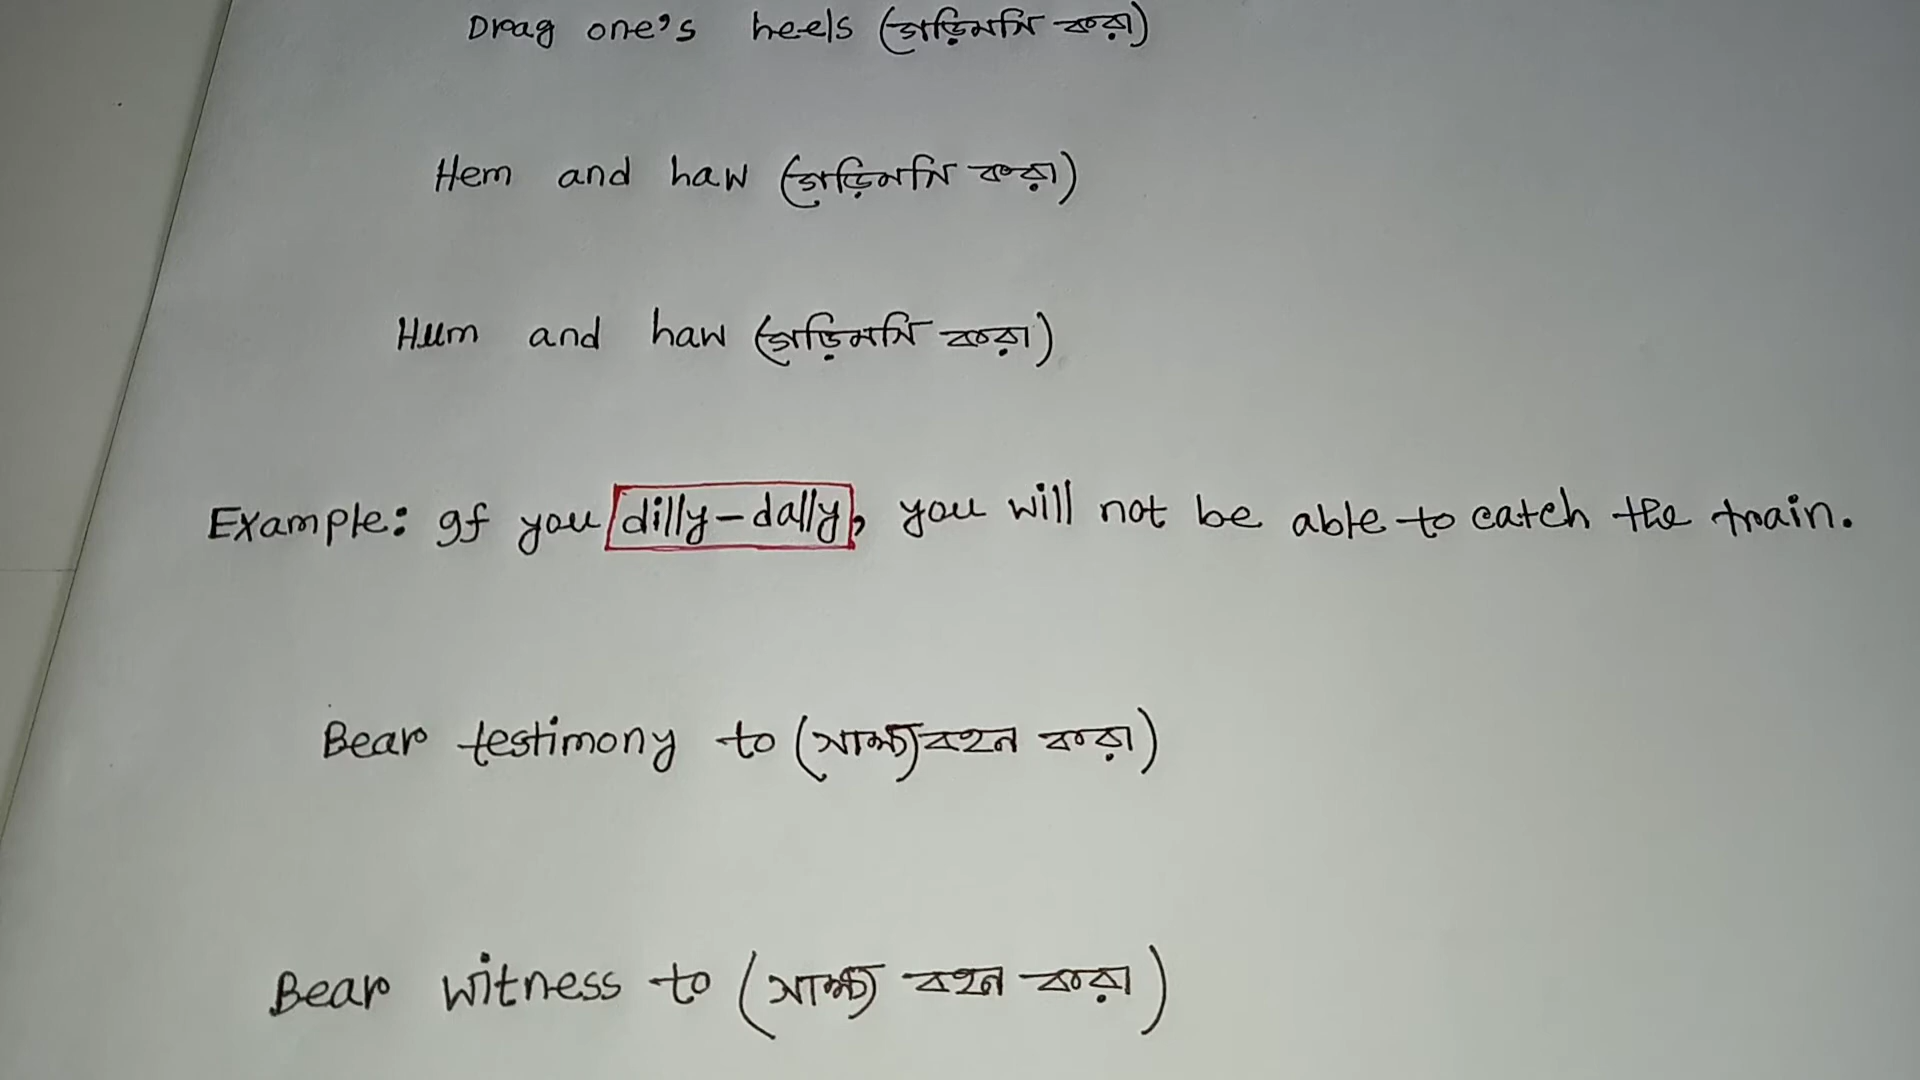 Drag one's heels (গড়িমসি করা)
Hem and haw (গড়িমসি করা)
Hum and haw (গড়িমসি করা)
Example: If you dilly-dally, you will not be able to catch the train.
Bear testimony to (সাক্ষ্য বহন করা)
Bear witness to (সাক্ষ্য বহন করা)